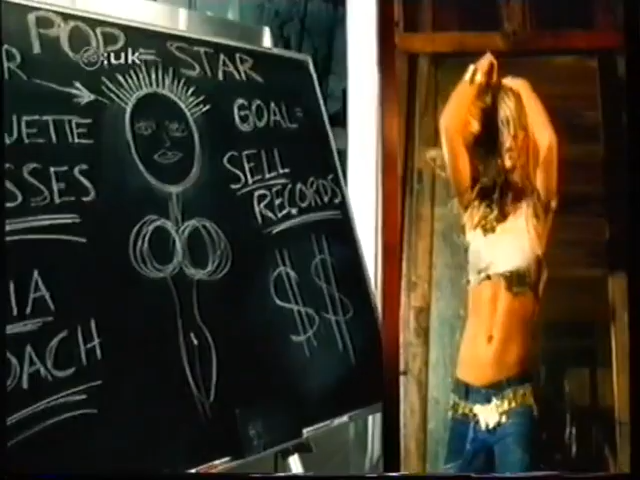 POP STAR
.uk
R
GOAL=
UETTE
SELL
SSES
RECORDS
$$
IA
OACH